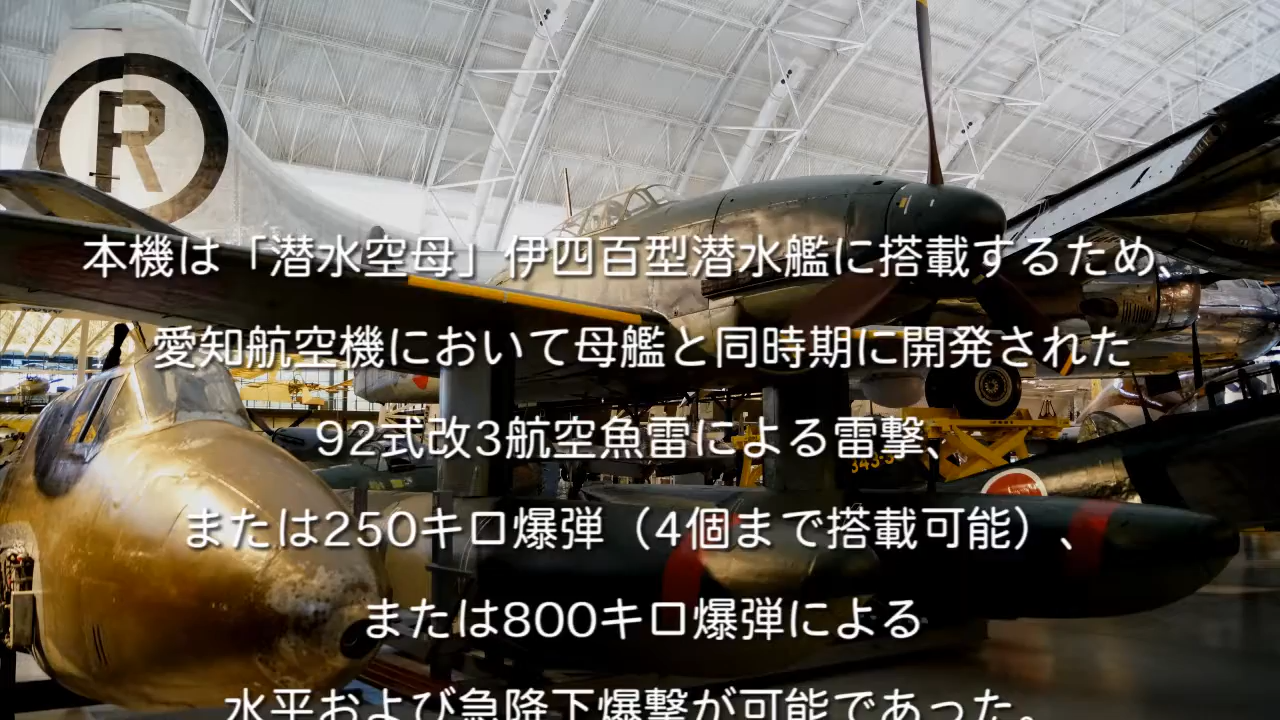 R
本機は「潜水空母」伊四百型潜水艦に搭載するため
愛知航空機において母艦と同時期に開発された
92式改3航空魚雷による雷撃、
343-3
または250キロ爆弾（4個まで搭載可能）、
または800キロ爆弾による
水平および急降下爆撃が可能であった。